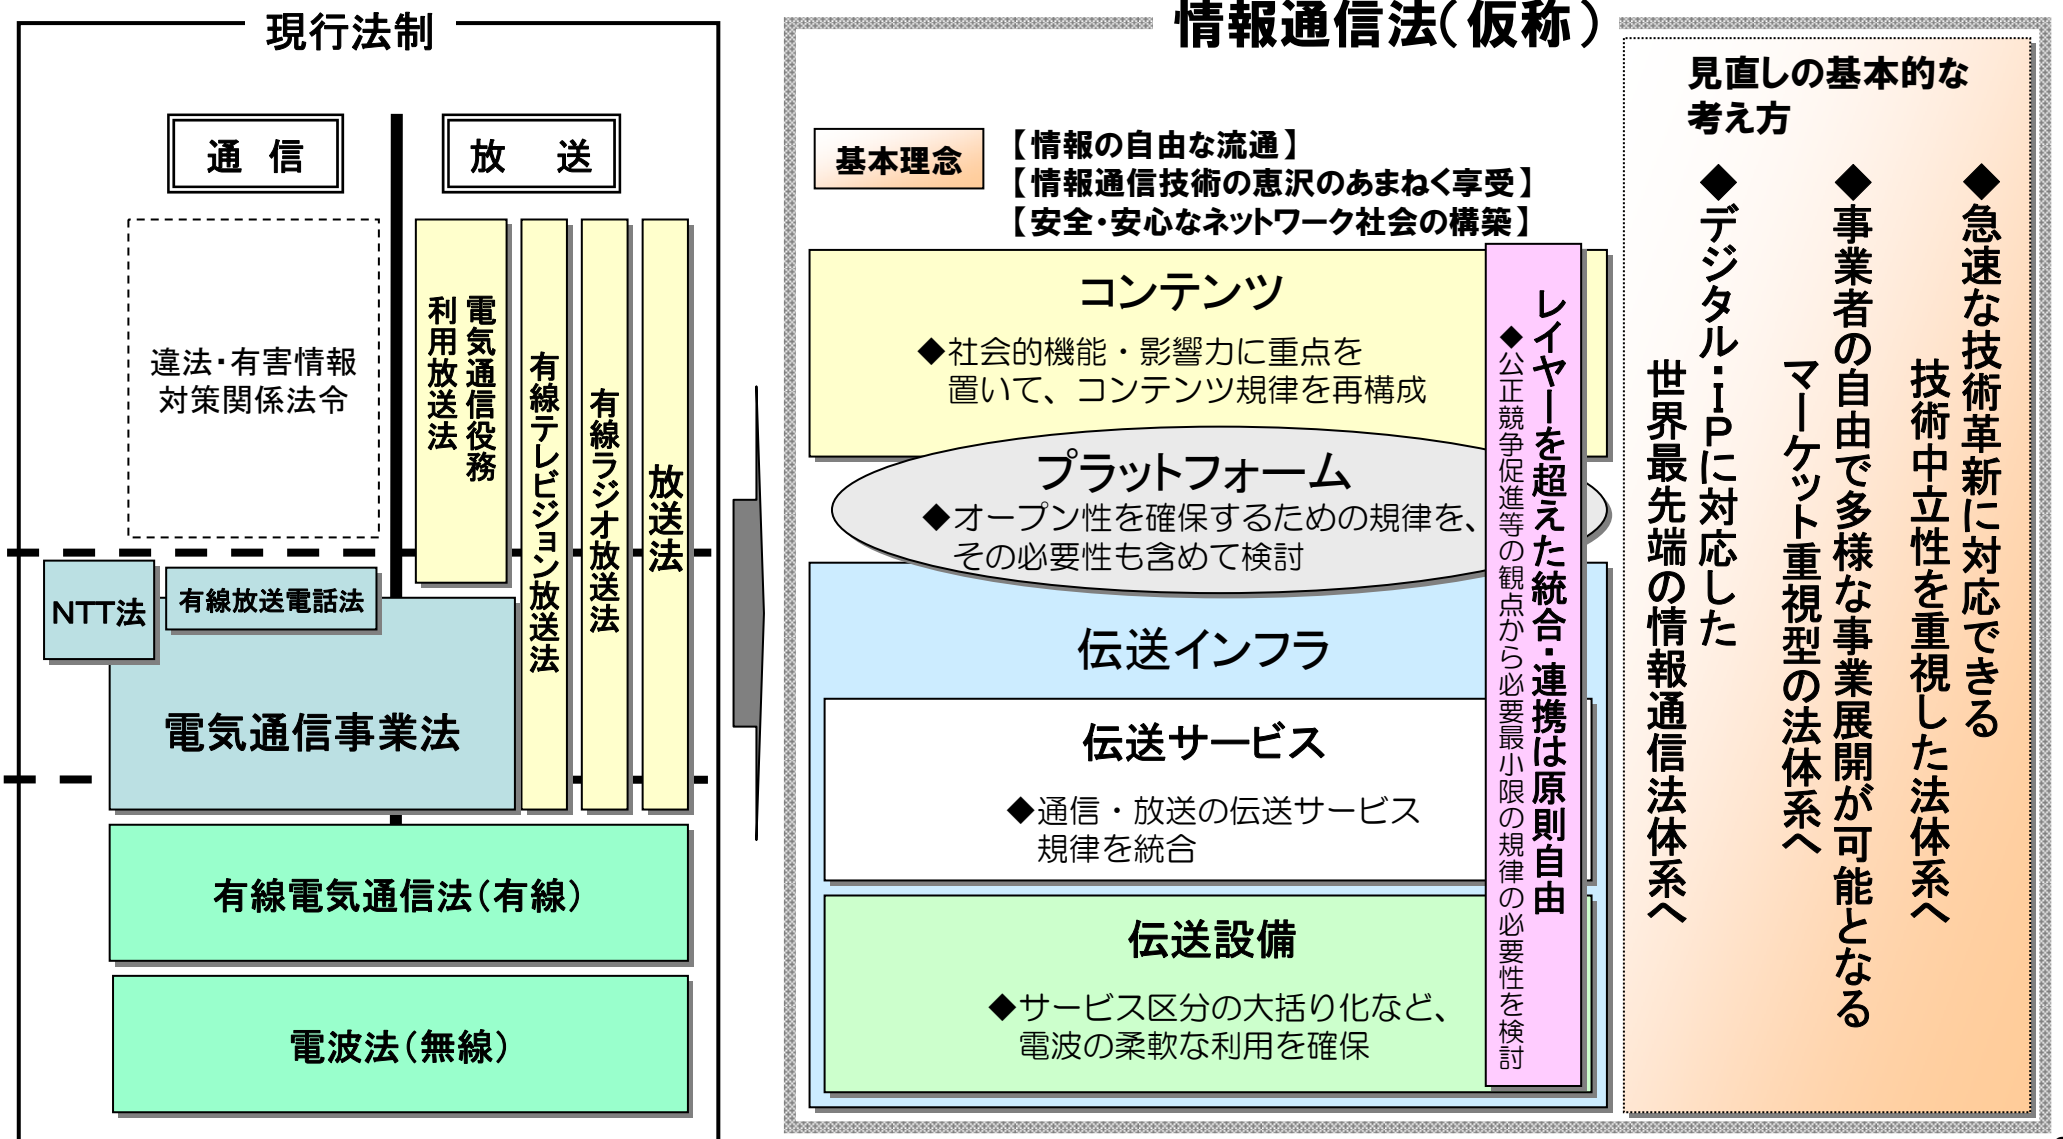 現行法制
通 信
放 送
違法・有害情報
対策関係法令
電気通信役務
利用放送法
有線テレビジョン放送法
有線ラジオ放送法
放送法
NTT法
有線放送電話法
電気通信事業法
有線電気通信法(有線)
電波法(無線)
情報通信法(仮称)
基本理念
【情報の自由な流通】
【情報通信技術の恵沢のあまねく享受】
【安全・安心なネットワーク社会の構築】
コンテンツ
◆社会的機能・影響力に重点を
置いて、コンテンツ規律を再構成
プラットフォーム
◆オープン性を確保するための規律を、
その必要性も含めて検討
伝送インフラ
伝送サービス
◆通信・放送の伝送サービス
規律を統合
伝送設備
◆サービス区分の大括り化など、
電波の柔軟な利用を確保
レイヤーを超えた統合・連携は原則自由
◆公正競争促進等の観点から必要最小限の規律の必要性を検討
見直しの基本的な
考え方
◆急速な技術革新に対応できる
技術中立性を重視した法体系へ
◆事業者の自由で多様な事業展開が可能となる
マーケット重視型の法体系へ
◆デジタル・IPに対応した
世界最先端の情報通信法体系へ